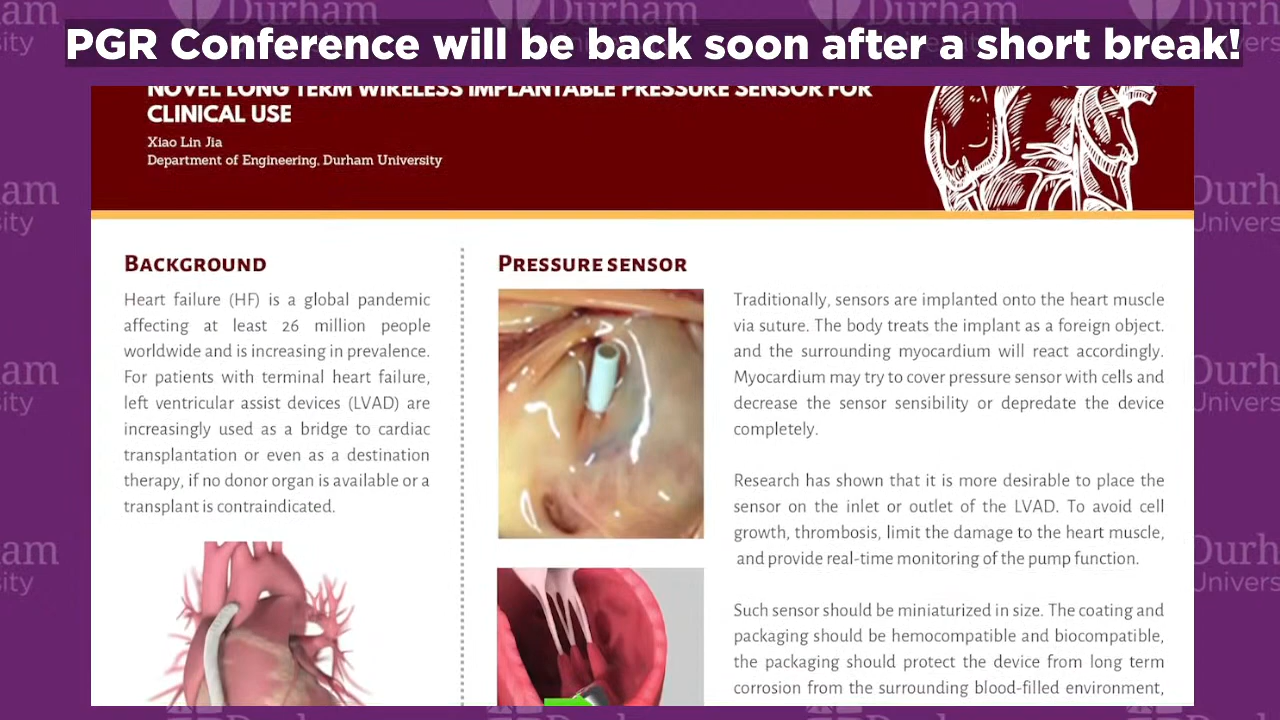 PGR Conference will be back soon after a short break!
NOVEL LONG TERM WIRELESS IMPLANTABLE PRESSURE SENSOR FOR
CLINICAL USE
Xiao Lin Jia
Department of Engineering, Durham University
BACKGROUND
Heart failure (HF) is a global pandemic
affecting at least 26 million people
worldwide and is increasing in prevalence.
For patients with terminal heart failure,
left ventricular assist devices (LVAD) are
increasingly used as a bridge to cardiac
transplantation or even as a destination
therapy, if no donor organ is available or a
transplant is contraindicated.
PRESSURE SENSOR
Traditionally, sensors are implanted onto the heart muscle
via suture. The body treats the implant as a foreign object.
and the surrounding myocardium will react accordingly.
Myocardium may try to cover pressure sensor with cells and
decrease the sensor sensibility or depredate the device
completely.
Research has shown that it is more desirable to place the
sensor on the inlet or outlet of the LVAD. To avoid cell
growth, thrombosis, limit the damage to the heart muscle,
and provide real-time monitoring of the pump function.
Such sensor should be miniaturized in size. The coating and
packaging should be hemocompatible and biocompatible,
the packaging should protect the device from long term
corrosion from the surrounding blood-filled environment,